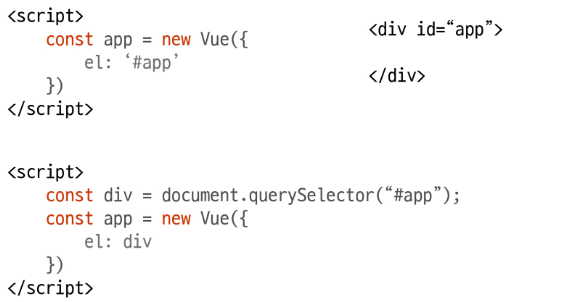 <script>
const app = new Vue({
el: ‘#app’
})
</script>
<div id=“app”>
</div>
<script>
const div = document.querySelector(“#app”);
const app = new Vue({
el: div
})
</script>